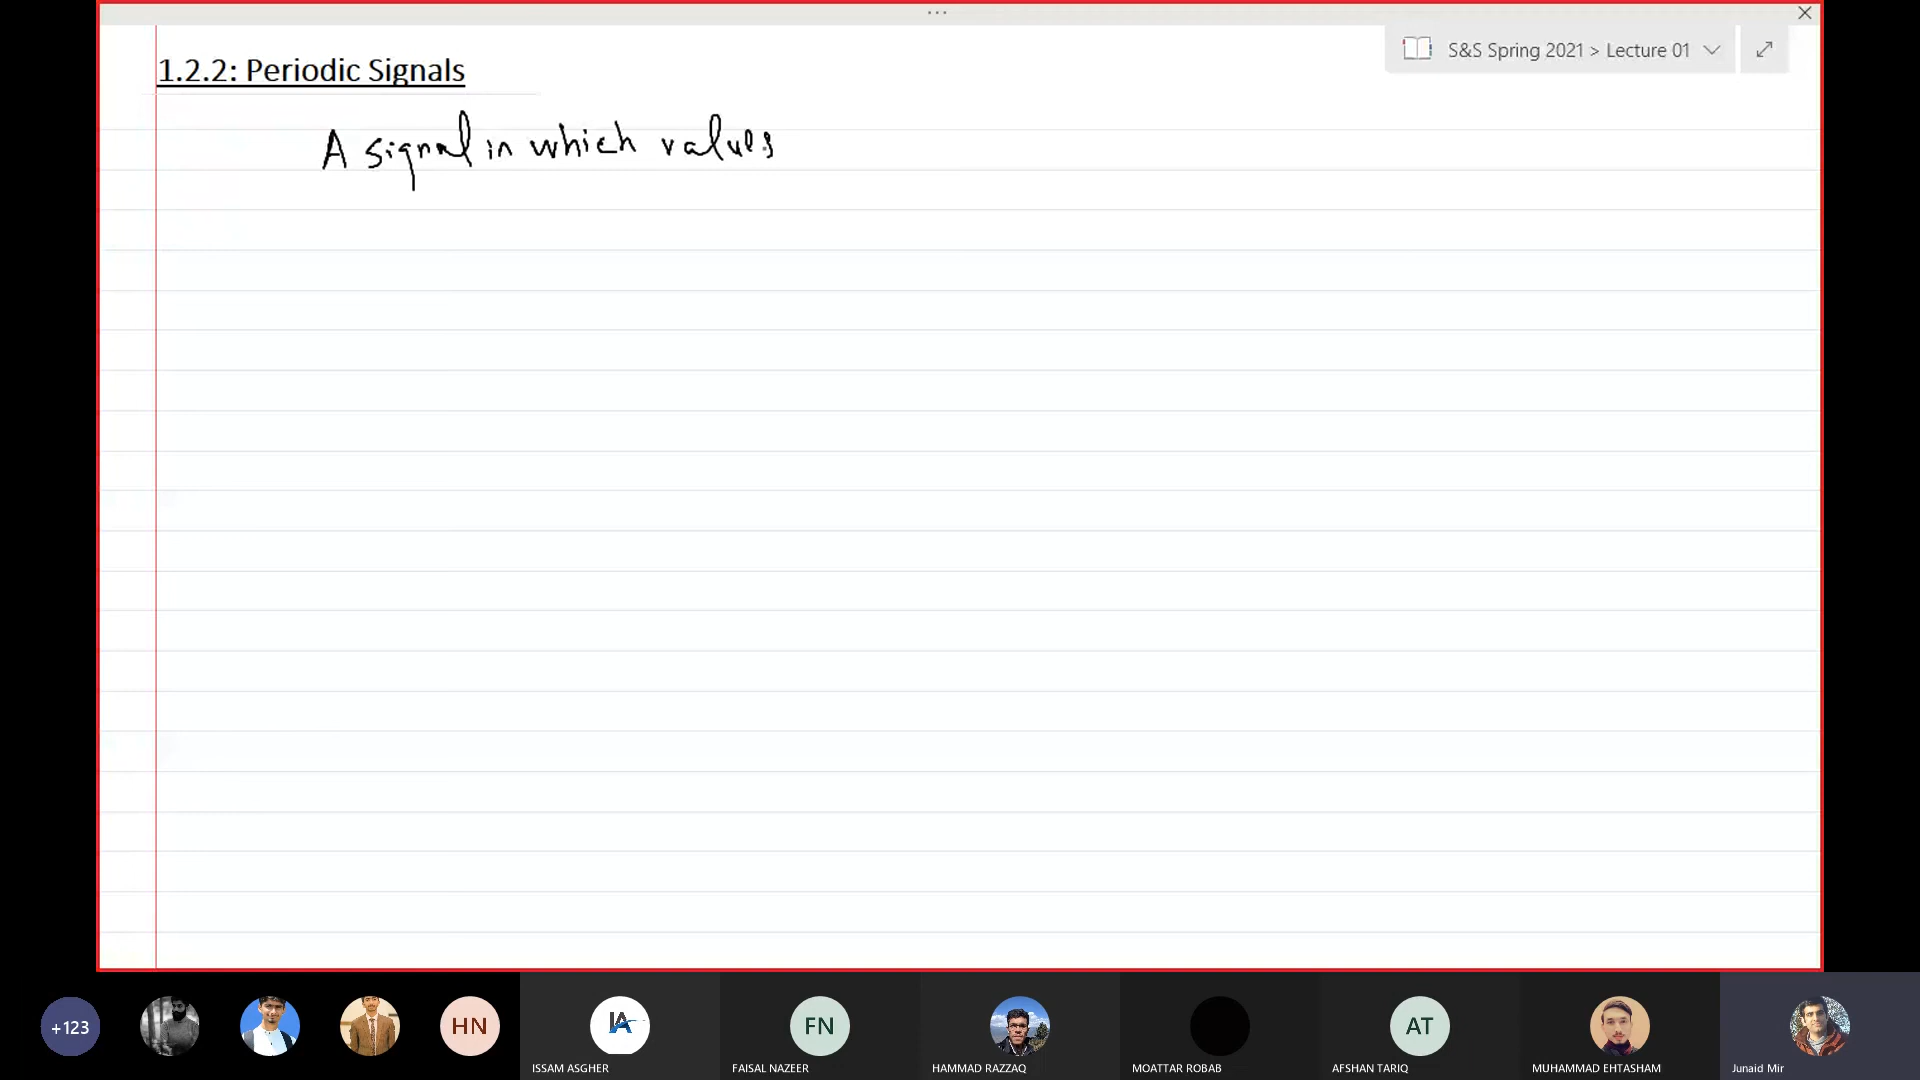 S&S Spring 2021 > Lecture 01
1.2.2: Periodic Signals
A signal in which values
+123
HN
IA
FN
AT
ISSAM ASGHER
FAISAL NAZEER
HAMMAD RAZZAQ
MOATTAR ROBAB
AFSHAN TARIQ
MUHAMMAD EHTASHAM
Junaid Mir